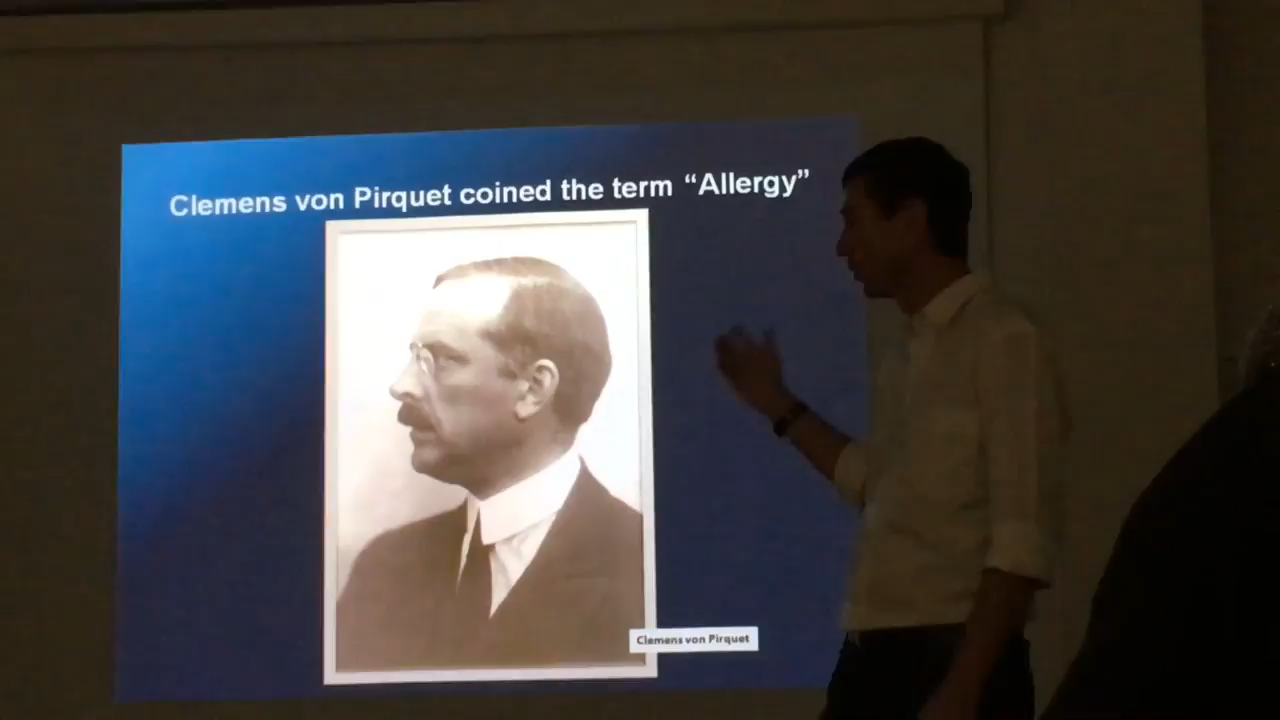 Clemens von Pirquet coined the term “Allergy”
Clemens von Pirquet